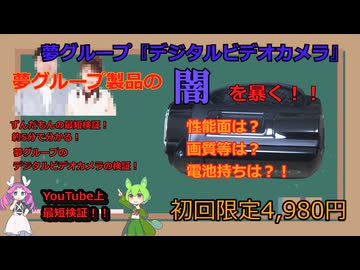 夢グループ『デジタルビデオカメラ』
夢グループ製品の
闇
を暴く！！
ずんだもんの最短検証！
約5分で分かる！
夢グループの
デジタルビデオカメラの検証！
性能面は？
画質等は？
電池持ちは？！
YouTube上
最短検証！！
初回限定4,980円